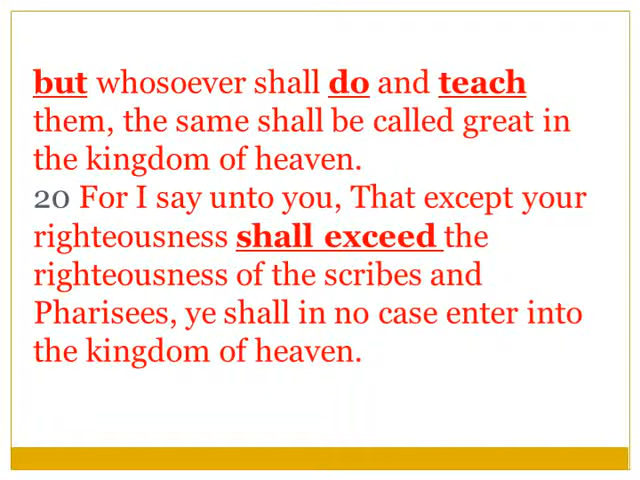 but whosoever shall do and teach
them, the same shall be called great in
the kingdom of heaven.
20 For I say unto you, That except your
righteousness shall exceed the
righteousness of the scribes and
Pharisees, ye shall in no case enter into
the kingdom of heaven.